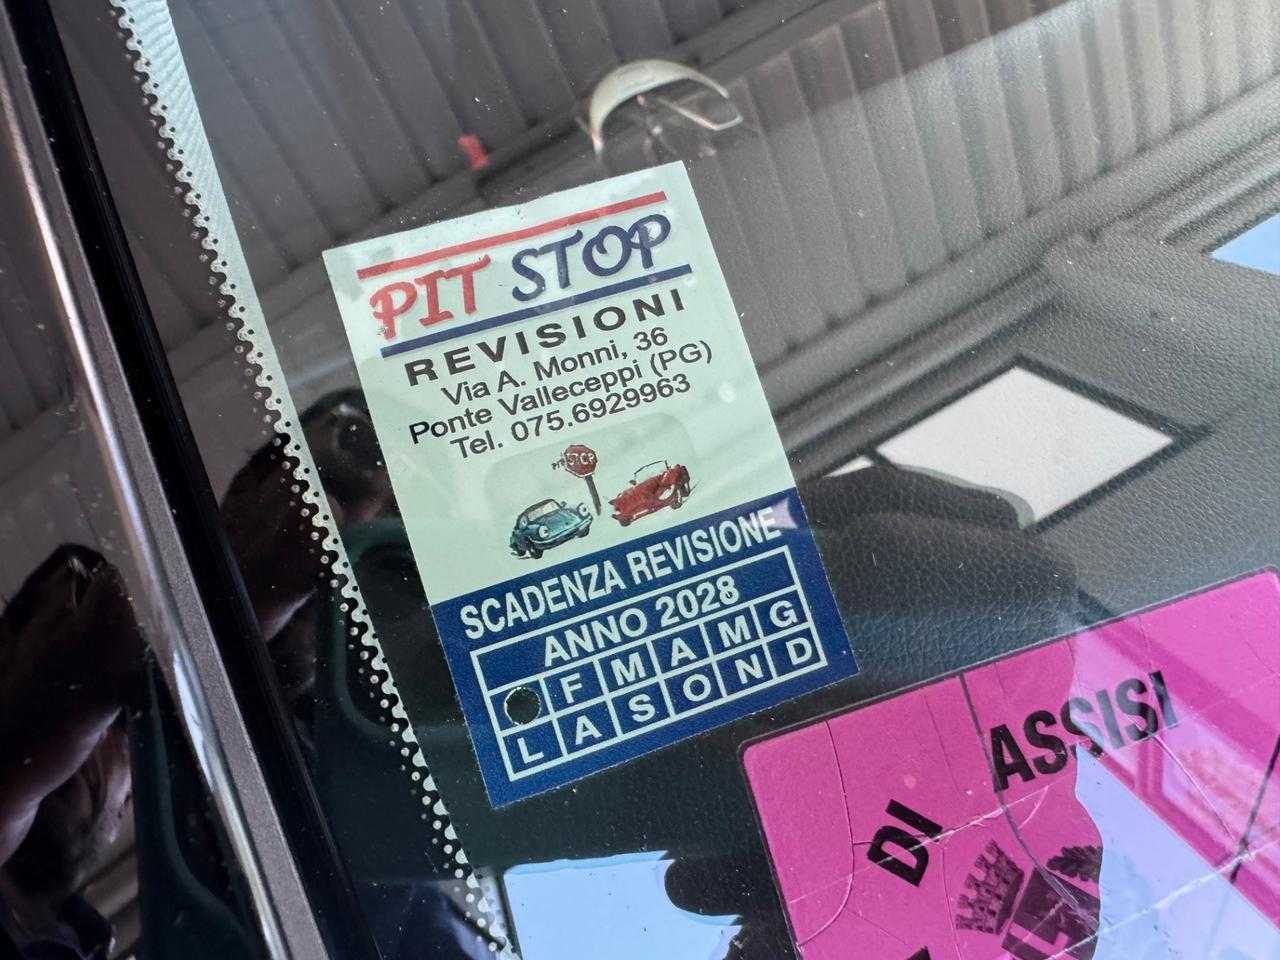 PIT STOP
REVISIONI
Via A. Monni, 36
Ponte Valleceppi (PG)
Tel. 075.6929963
PIT STOP
SCADENZA REVISIONE
ANNO 2028
F M A M G
L A S O N D
DI ASSISI